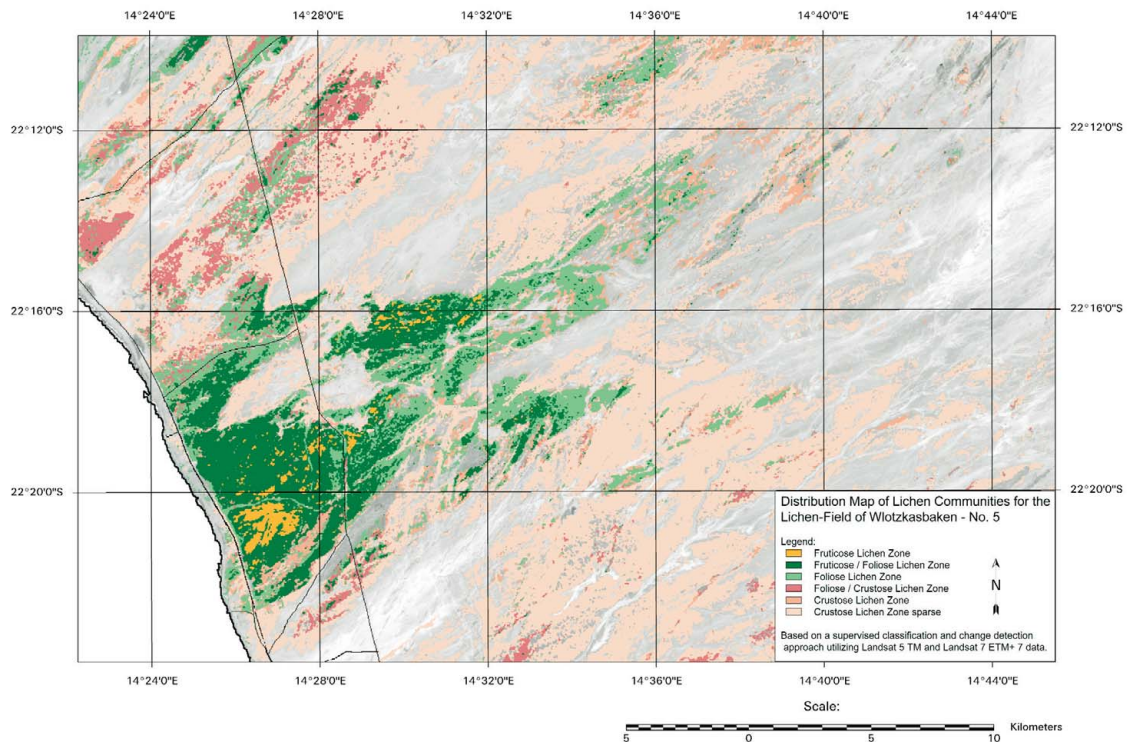 14°24'0"E 14°28'0"E 14°32'0"E 14°36'0"E 14°40'0"E 14°44'0"E
22°12'0"S 22°12'0"S
22°16'0"S 22°16'0"S
22°20'0"S 22°20'0"S
Distribution Map of Lichen Communities for the
Lichen-Field of Wlotzkasbaken - No. 5
Legend:
Fruticose Lichen Zone
Fruticose / Foliose Lichen Zone
Foliose Lichen Zone
Foliose / Crustose Lichen Zone
Crustose Lichen Zone
Crustose Lichen Zone sparse
N
Based on a supervised classification and change detection
approach utilizing Landsat 5 TM and Landsat 7 ETM+ 7 data.
14°24'0"E 14°28'0"E 14°32'0"E 14°36'0"E 14°40'0"E 14°44'0"E
Scale:
Kilometers
5 0 5 10